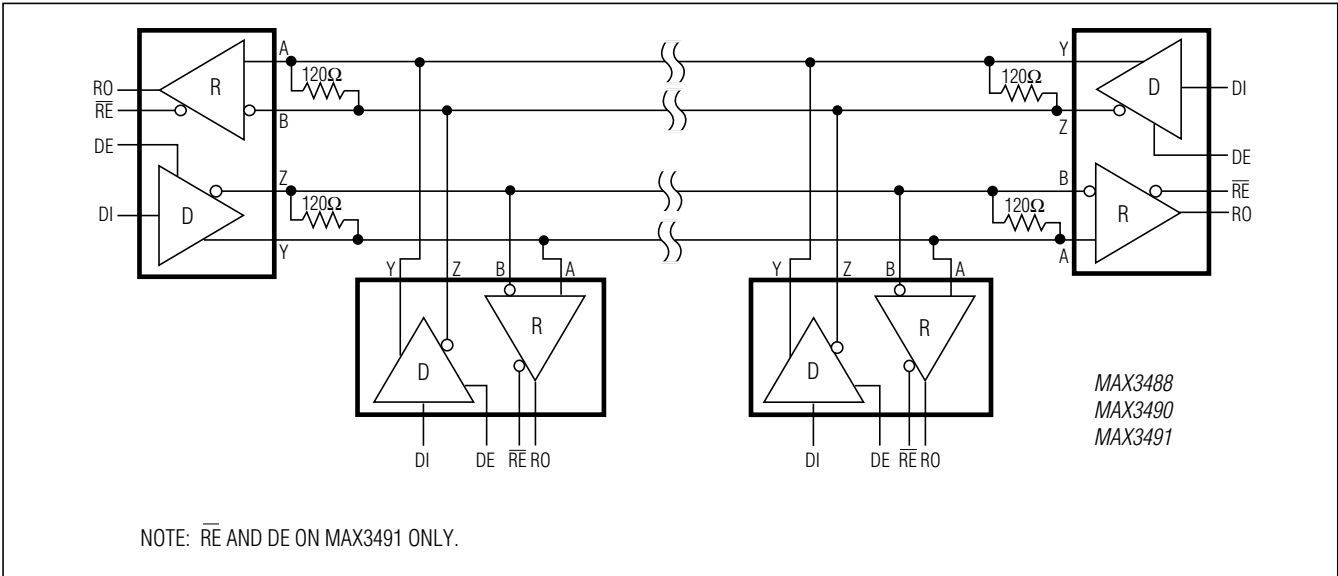 A
Y
120Ω
120Ω
RO
R
D
DI
RE
B
Z
DE
DE
Z
B
RE
DI
D
120Ω
120Ω
R
RO
Y
A
Y
Z
B
A
Y
Z
B
A
R
R
D
D
DI
DE
RE
RO
DI
DE
RE
RO
MAX3488
MAX3490
MAX3491
NOTE: RE AND DE ON MAX3491 ONLY.